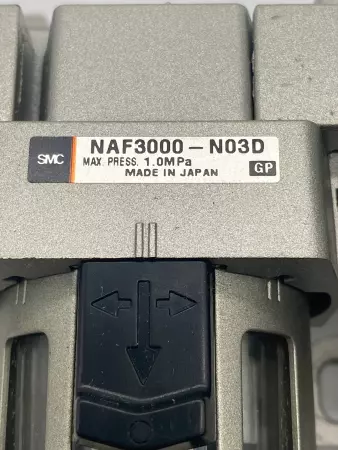 SMC
NAF3000-N03D
MAX. PRESS. 1.0MPa
MADE IN JAPAN
GP